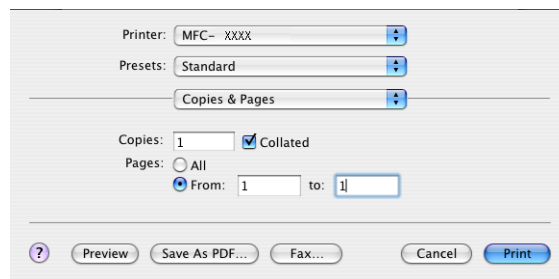 Printer: MFC- XXXX
Presets: Standard
Copies & Pages
Copies: 1 Collated
Pages: All
From: 1 to: 1
? Preview Save As PDF... Fax... Cancel Print